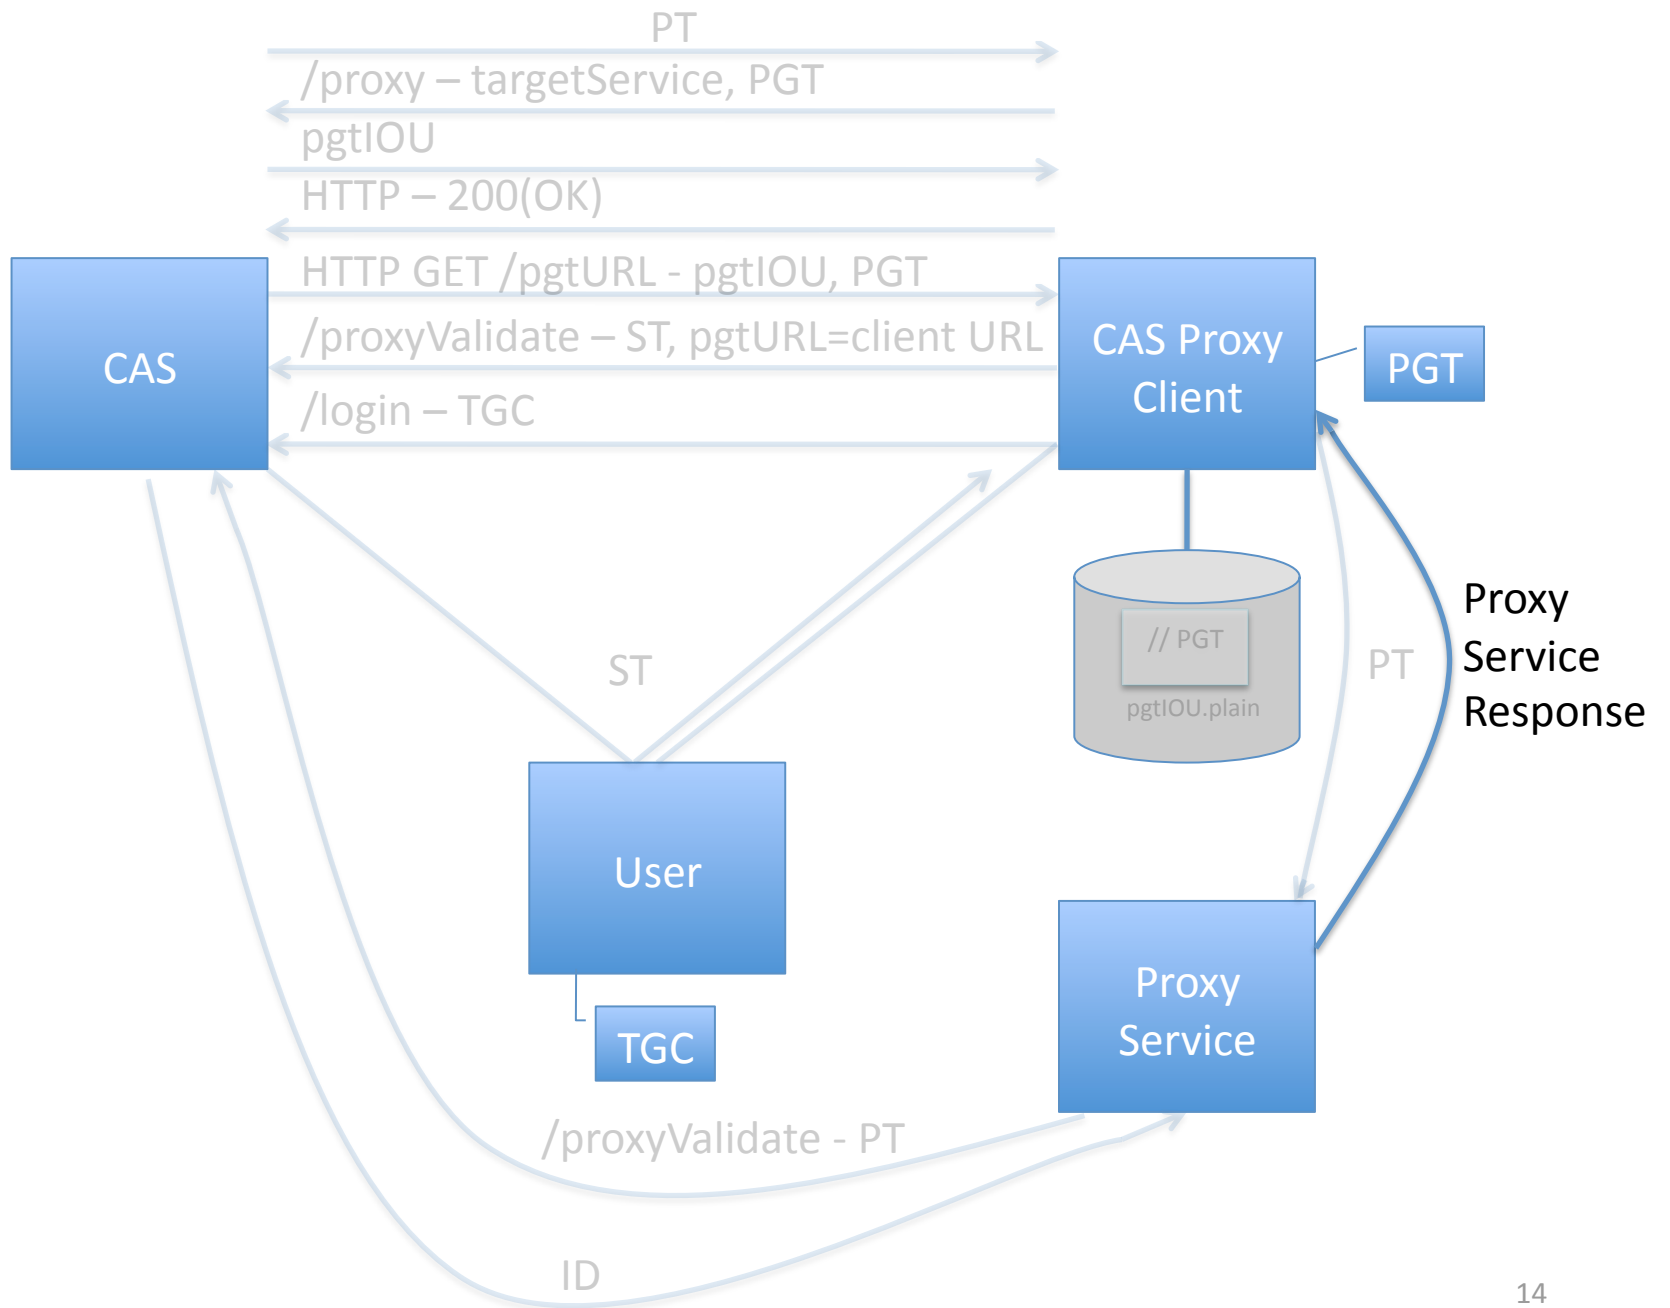 PT
/proxy – targetService, PGT
pgtIOU
HTTP – 200(OK)
HTTP GET /pgtURL - pgtIOU, PGT
/proxyValidate – ST, pgtURL=client URL
/login – TGC
CAS
CAS Proxy
Client
PGT
// PGT
pgtIOU.plain
PT
Proxy
Service
Response
ST
User
TGC
Proxy
Service
/proxyValidate - PT
ID
14